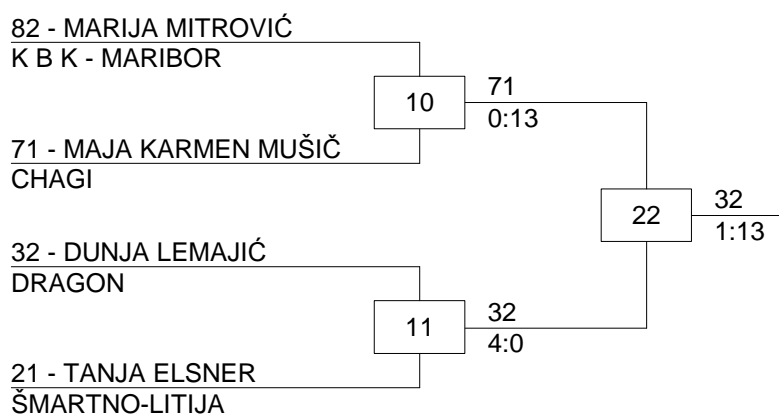 82 - MARIJA MITROVIĆ
K B K - MARIBOR
10
71
0:13
71 - MAJA KARMEN MUŠIČ
CHAGI
22
32
1:13
32 - DUNJA LEMAJIĆ
DRAGON
11
32
4:0
21 - TANJA ELSNER
ŠMARTNO-LITIJA